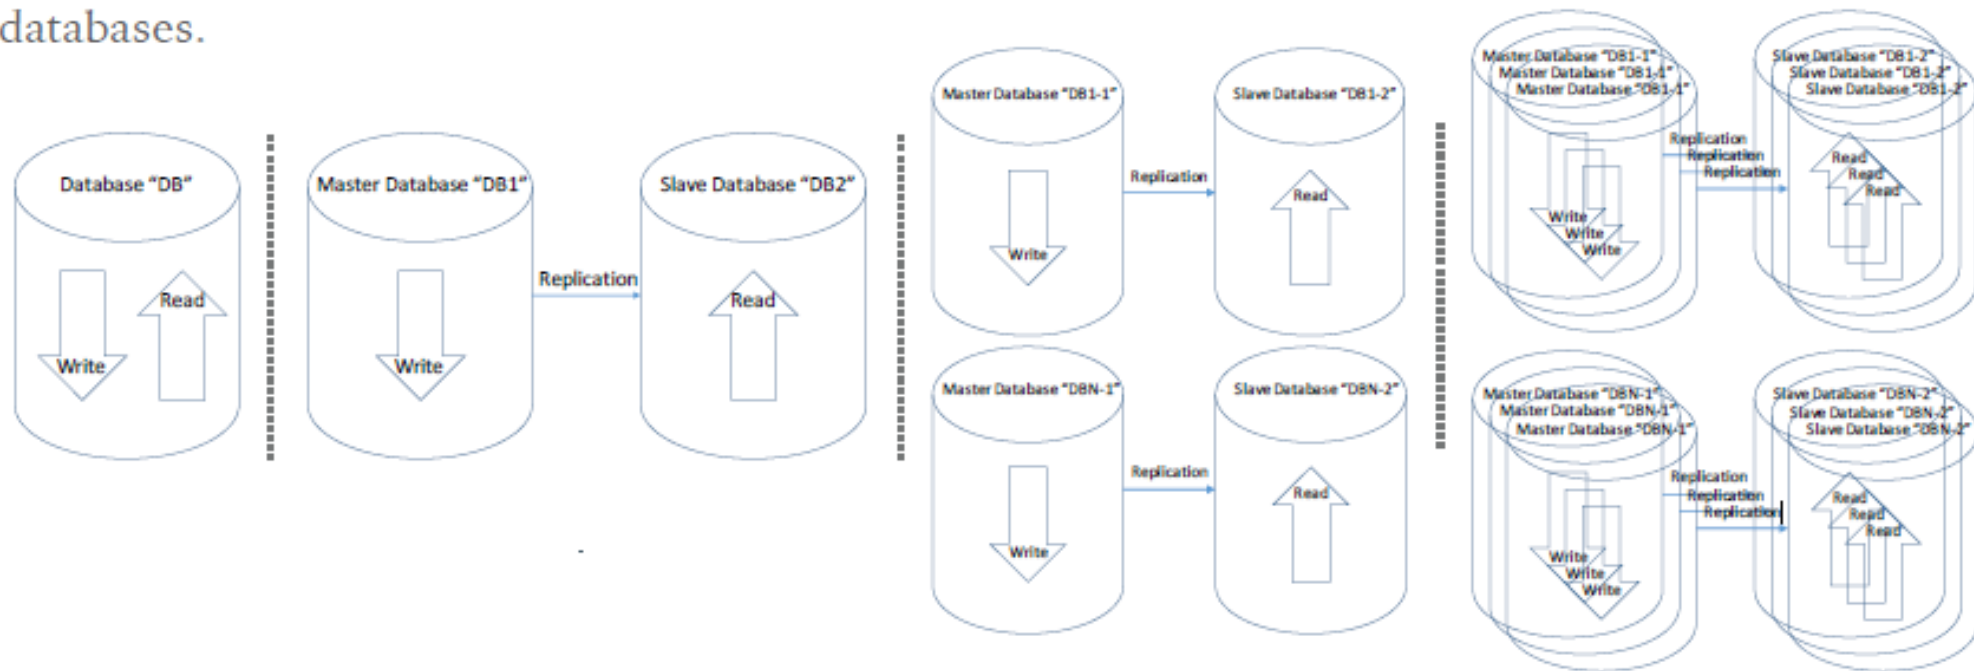 databases.
Database "DB"
Write
Read
Master Database "DB1"
Write
Replication
Slave Database "DB2"
Read
Master Database "DB1-1"
Write
Replication
Slave Database "DB1-2"
Read
Master Database "DBN-1"
Write
Replication
Slave Database "DBN-2"
Read
Master Database "DB1-1"
Master Database "DB1-1"
Master Database "DB1-1"
Write
Write
Write
Replication
Replication
Replication
Slave Database "DB1-2"
Slave Database "DB1-2"
Slave Database "DB1-2"
Read
Read
Read
Master Database "DBN-1"
Master Database "DBN-1"
Master Database "DBN-1"
Write
Write
Write
Replication
Replication
Replication
Slave Database "DBN-2"
Slave Database "DBN-2"
Slave Database "DBN-2"
Read
Read
Read